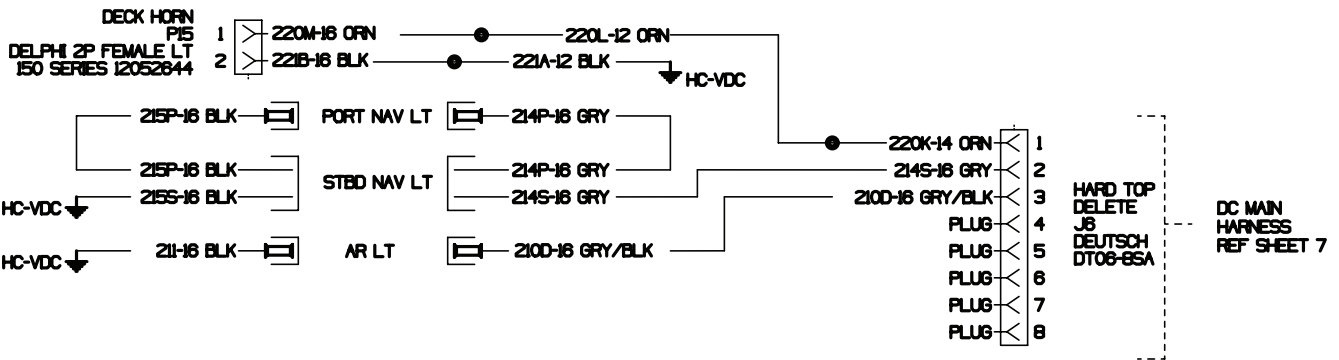 DECK HORN
P15
DELPHI 2P FEMALE LT
150 SERIES 12052644
1 220M-16 ORN 220L-12 ORN
2 221B-16 BLK 221A-12 BLK
HC-VDC
215P-16 BLK PORT NAV LT 214P-16 GRY
215P-16 BLK 214P-16 GRY
STBD NAV LT
HC-VDC 215S-16 BLK 214S-16 GRY
HC-VDC 211-16 BLK AR LT 210D-16 GRY/BLK
220K-14 ORN 1
214S-16 GRY 2
210D-16 GRY/BLK 3
PLUG 4
PLUG 5
PLUG 6
PLUG 7
PLUG 8
HARD TOP
DELETE
J6
DEUTSCH
DT06-8SA
DC MAIN
HARNESS
REF SHEET 7